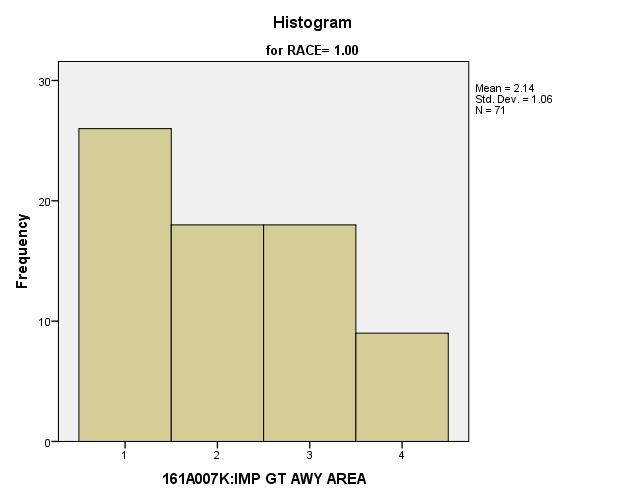 Histogram
for RACE= 1.00
Mean = 2.14
Std. Dev. = 1.06
N = 71
Frequency
30
20
10
0
1 2 3 4
161A007K:IMP GT AWY AREA